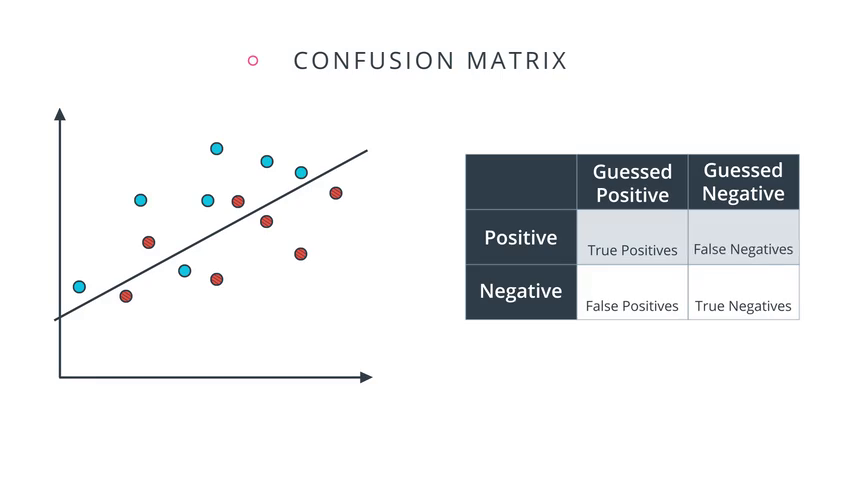 CONFUSION MATRIX
Guessed Positive
Guessed Negative
Positive
True Positives
False Negatives
Negative
False Positives
True Negatives